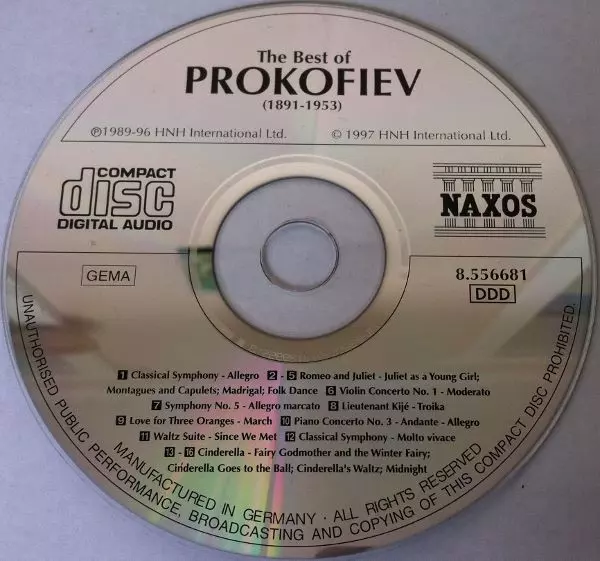 The Best of
PROKOFIEV
(1891-1953)
℗1989-96 HNH International Ltd.
© 1997 HNH International Ltd.
COMPACT
disc
DIGITAL AUDIO
NAXOS
GEMA
8.556681
DDD
1 Classical Symphony - Allegro 2 - 5 Romeo and Juliet - Juliet as a Young Girl;
Montagues and Capulets; Madrigal; Folk Dance 6 Violin Concerto No. 1 - Moderato
7 Symphony No. 5 - Allegro marcato 8 Lieutenant Kijé - Troika
9 Love for Three Oranges - March 10 Piano Concerto No. 3 - Andante - Allegro
11 Waltz Suite - Since We Met 12 Classical Symphony - Molto vivace
13 - 16 Cinderella - Fairy Godmother and the Winter Fairy;
Cinderella Goes to the Ball; Cinderella's Waltz; Midnight
MANUFACTURED IN GERMANY · ALL RIGHTS RESERVED
UNAUTHORISED PUBLIC PERFORMANCE, BROADCASTING AND COPYING OF THIS COMPACT DISC PROHIBITED.